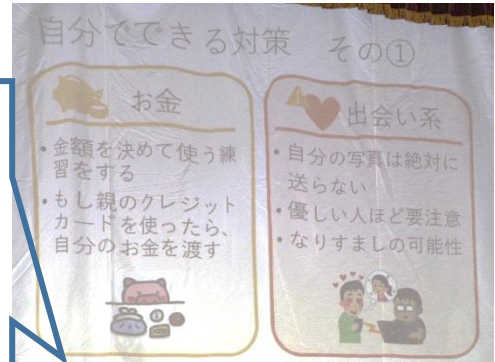 自分でできる対策 その①
お金
・金額を決めて使う練
習をする
・もし親のクレジット
カードを使ったら、
自分のお金を渡す
出会い系
・自分の写真は絶対に
送らない
・優しい人ほど要注意
・なりすましの可能性